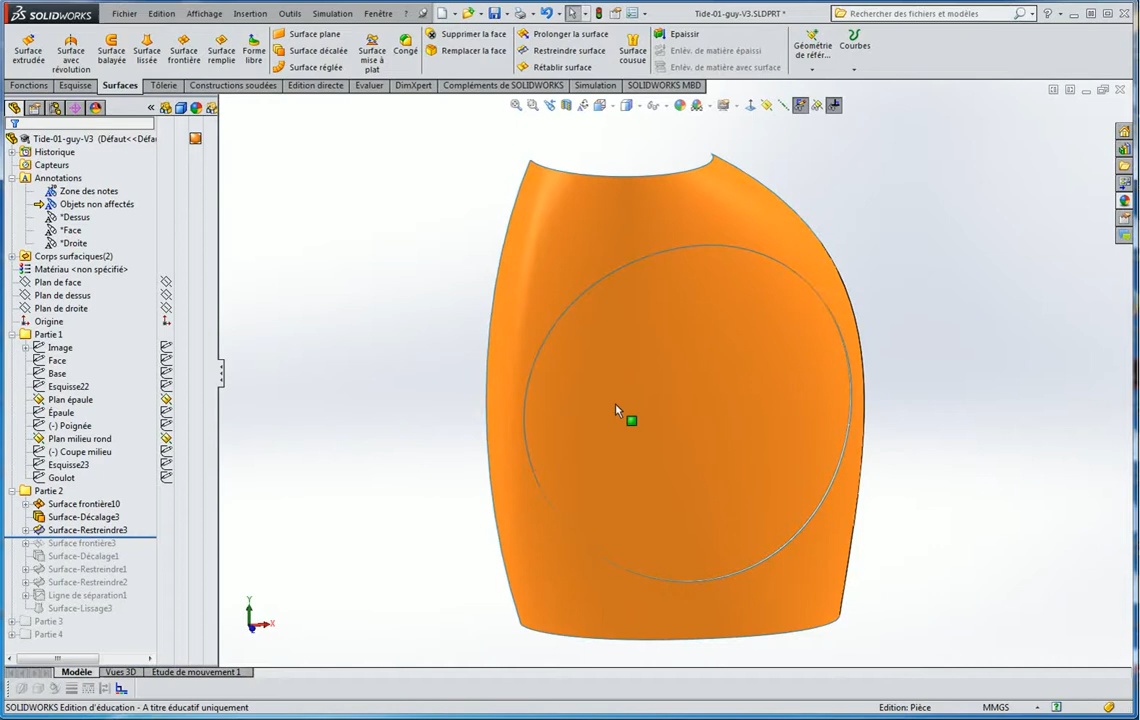 SOLIDWORKS Fichier Edition Affichage Insertion Outils Simulation Fenêtre Tide-01-guy-V3.SLDPRT * Rechercher des fichiers et modèles
Surface extrudée
Surface avec révolution
Surface balayée
Surface lissée
Surface frontière
Surface remplie
Forme libre
Surface plane
Surface décalée
Surface réglée
Surface mise à plat
Congé
Supprimer la face
Remplacer la face
Prolonger la surface
Restreindre surface
Rétablir surface
Surface cousue
Epaissir
Enlèv. de matière épaissi
Enlèv. de matière avec surface
Géométrie de référ...
Courbes
Fonctions Esquisse Surfaces Tôlerie Constructions soudées Edition directe Evaluer DimXpert Compléments de SOLIDWORKS Simulation SOLIDWORKS MBD
Tide-01-guy-V3 (Défaut<<Défa
Historique
Capteurs
Annotations
Zone des notes
Objets non affectés
*Dessus
*Face
*Droite
Corps surfaciques(2)
Matériau <non spécifié>
Plan de face
Plan de dessus
Plan de droite
Origine
Partie 1
Image
Face
Base
Esquisse22
Plan épaule
Épaule
(-) Poignée
Plan milieu rond
(-) Coupe milieu
Esquisse23
Goulot
Partie 2
Surface frontière10
Surface-Décalage3
Surface-Restreindre3
Surface frontière3
Surface-Décalage1
Surface-Restreindre1
Surface-Restreindre2
Ligne de séparation1
Surface-Lissage3
Partie 3
Partie 4
Y
X
Modèle Vues 3D Etude de mouvement 1
SOLIDWORKS Edition d'éducation - A titre éducatif uniquement Edition: Pièce MMGS